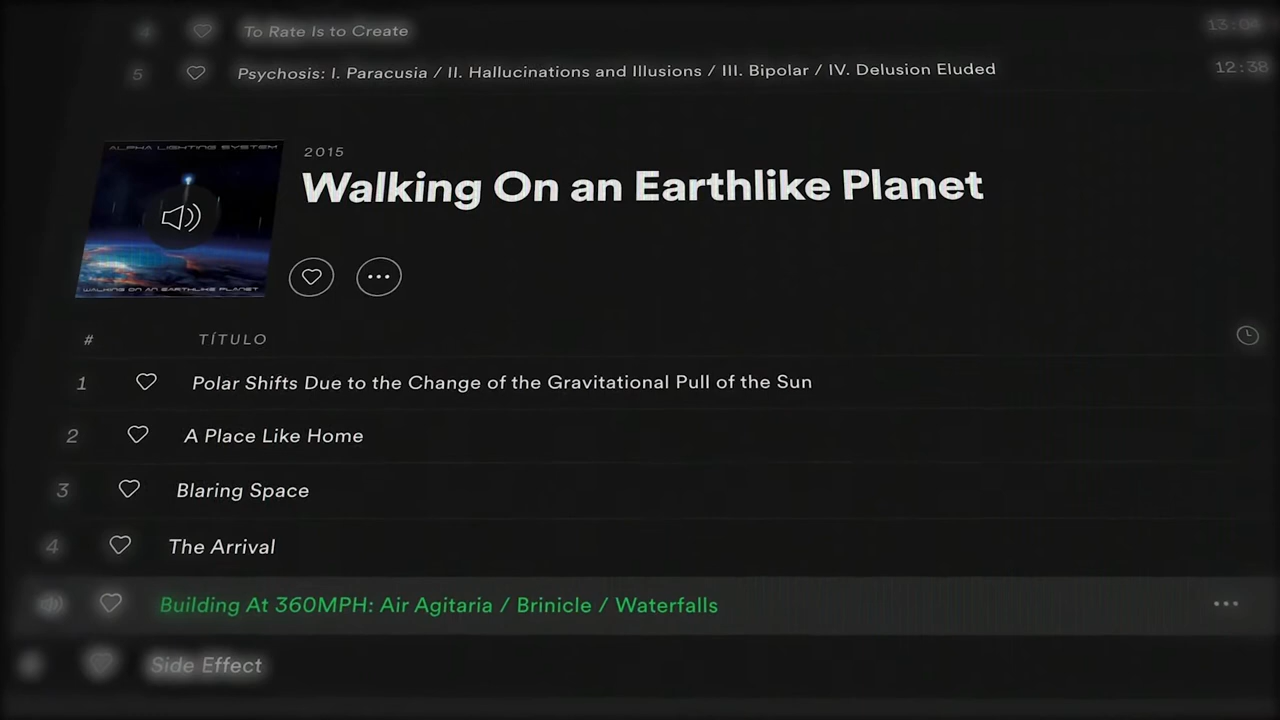 4 To Rate Is to Create 13:04
5 Psychosis: I. Paracusia / II. Hallucinations and Illusions / III. Bipolar / IV. Delusion Eluded 12:38
ALPHA LIGHTING SYSTEM
WALKING ON AN EARTHLIKE PLANET
2015
Walking On an Earthlike Planet
# TÍTULO
1 Polar Shifts Due to the Change of the Gravitational Pull of the Sun
2 A Place Like Home
3 Blaring Space
4 The Arrival
Building At 360MPH: Air Agitaria / Brinicle / Waterfalls
Side Effect